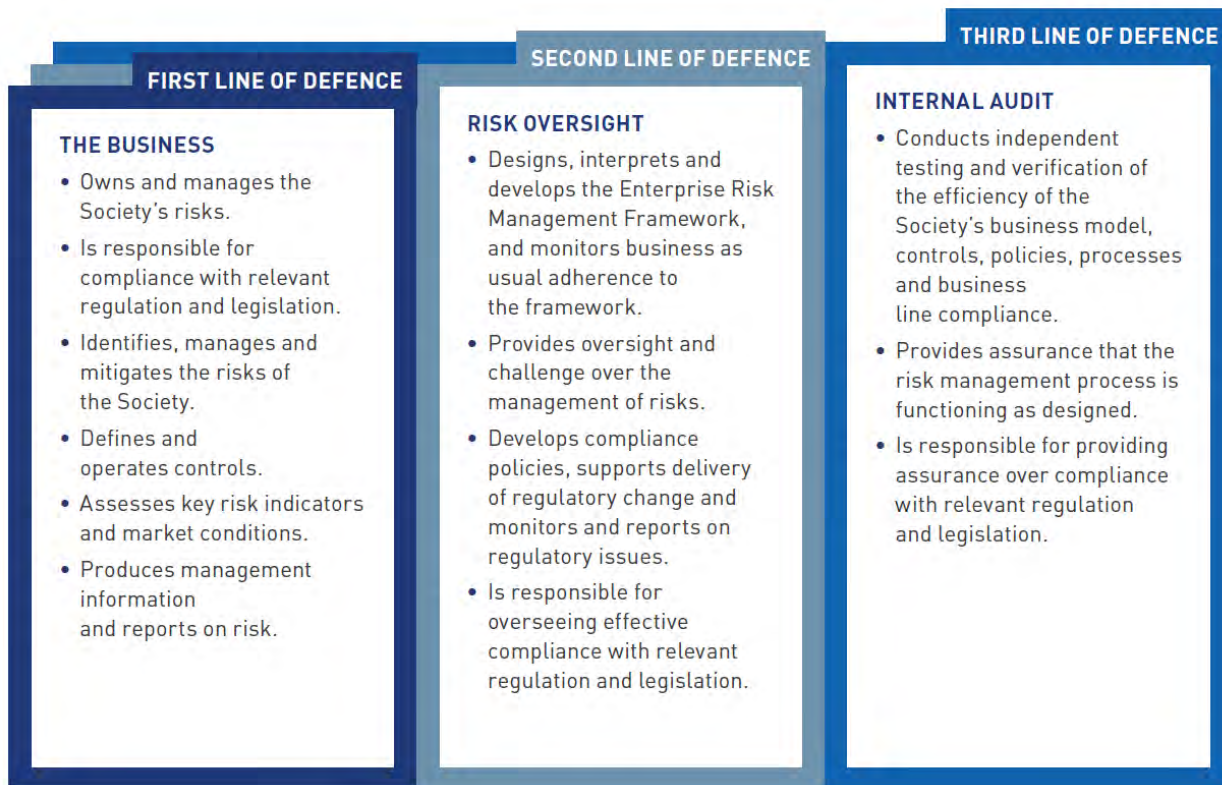 FIRST LINE OF DEFENCE
THE BUSINESS
• Owns and manages the
Society’s risks.
• Is responsible for
compliance with relevant
regulation and legislation.
• Identifies, manages and
mitigates the risks of
the Society.
• Defines and
operates controls.
• Assesses key risk indicators
and market conditions.
• Produces management
information
and reports on risk.
SECOND LINE OF DEFENCE
RISK OVERSIGHT
• Designs, interprets and
develops the Enterprise Risk
Management Framework,
and monitors business as
usual adherence to
the framework.
• Provides oversight and
challenge over the
management of risks.
• Develops compliance
policies, supports delivery
of regulatory change and
monitors and reports on
regulatory issues.
• Is responsible for
overseeing effective
compliance with relevant
regulation and legislation.
THIRD LINE OF DEFENCE
INTERNAL AUDIT
• Conducts independent
testing and verification of
the efficiency of the
Society’s business model,
controls, policies, processes
and business
line compliance.
• Provides assurance that the
risk management process is
functioning as designed.
• Is responsible for providing
assurance over compliance
with relevant regulation
and legislation.